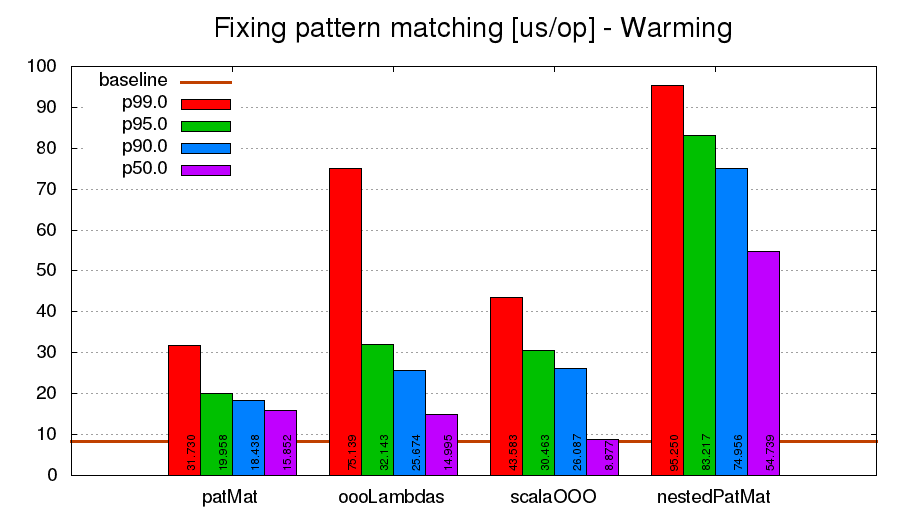 Fixing pattern matching [us/op] - Warming
100
90
80
70
60
50
40
30
20
10
0
baseline
p99.0
p95.0
p90.0
p50.0
31.730
19.958
18.438
15.852
75.139
32.143
25.674
14.995
43.583
30.463
26.087
8.877
95.250
83.217
74.956
54.739
patMat
oooLambdas
scalaOOO
nestedPatMat